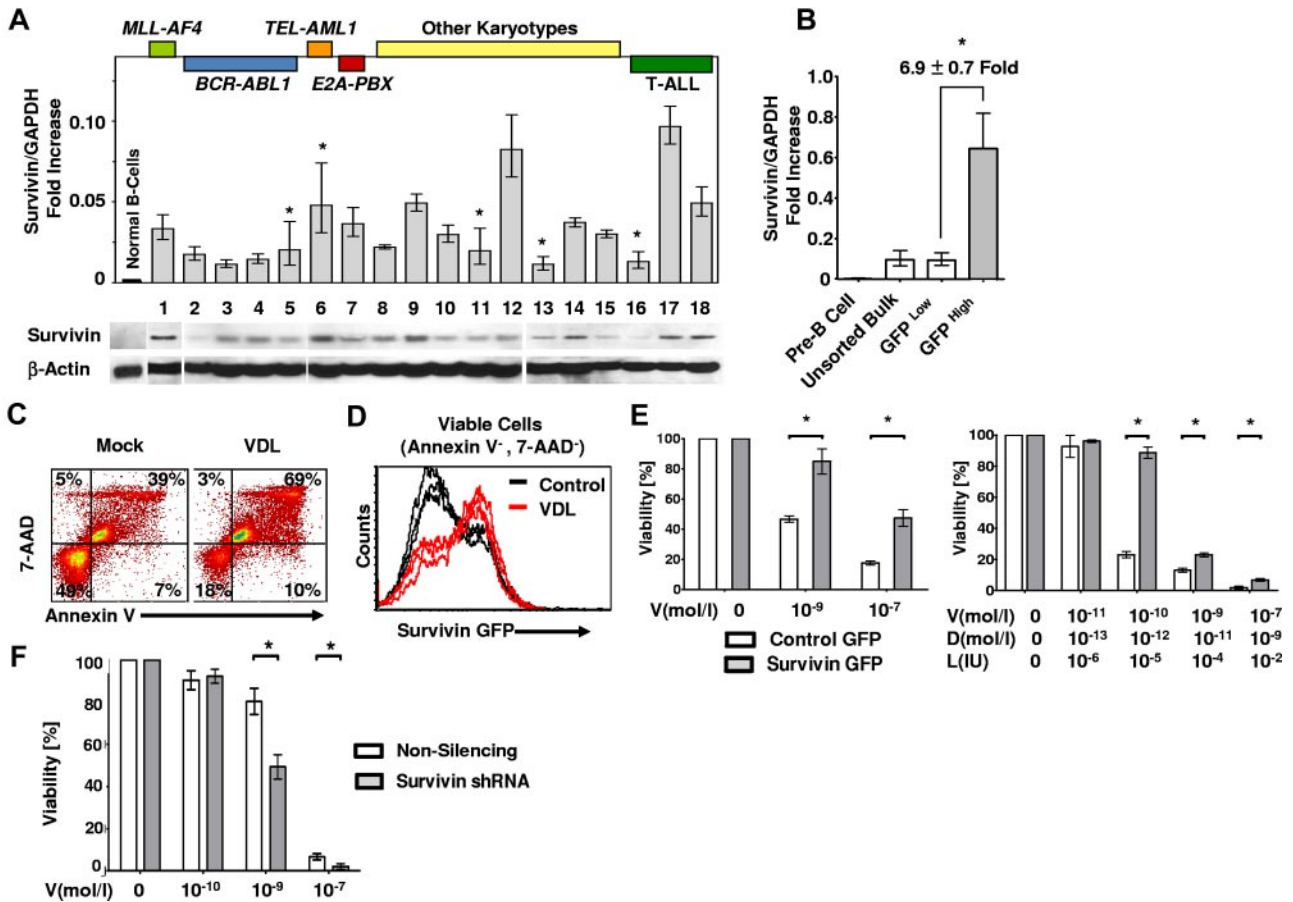 A
MLL-AF4
TEL-AML1
Other Karyotypes
BCR-ABL1
E2A-PBX
T-ALL
Survivin/GAPDH
Fold Increase
0.10
0.05
0
Normal B-Cells
* * * * *
1 2 3 4 5 6 7 8 9 10 11 12 13 14 15 16 17 18
Survivin
β-Actin
B
*
6.9 ± 0.7 Fold
Survivin/GAPDH
Fold Increase
1.0
0.8
0.6
0.4
0.2
0
Pre-B Cell
Unsorted Bulk
GFP Low
GFP High
C
Mock
VDL
5% 39%
49% 7%
3% 69%
18% 10%
7-AAD
Annexin V
D
Viable Cells
(Annexin V-, 7-AAD-)
Control
VDL
Counts
Survivin GFP
E
Viability [%]
100
80
60
40
20
0
* *
V(mol/l) 0 10-9 10-7
Control GFP
Survivin GFP
Viability [%]
100
80
60
40
20
0
* * *
V(mol/l) 0 10-11 10-10 10-9 10-7
D(mol/l) 0 10-13 10-12 10-11 10-9
L(IU) 0 10-6 10-5 10-4 10-2
F
Viability [%]
100
80
60
40
20
0
* *
V(mol/l) 0 10-10 10-9 10-7
Non-Silencing
Survivin shRNA